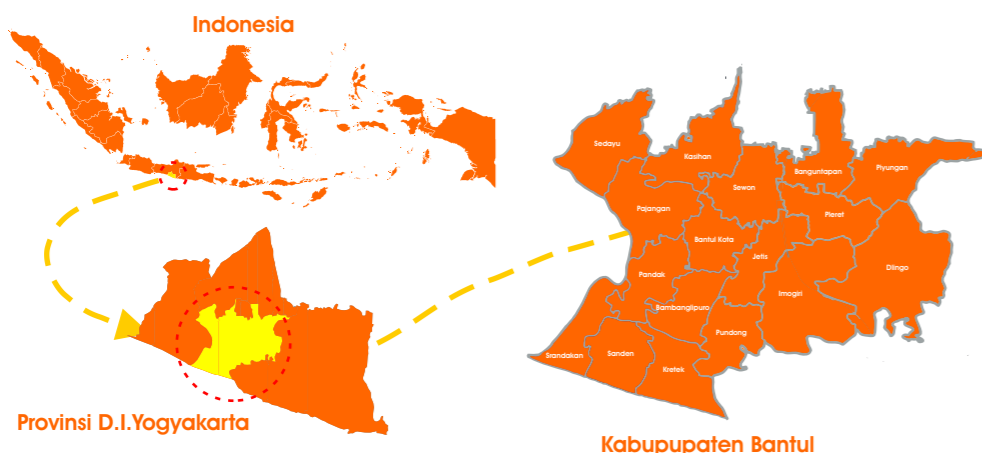 Indonesia
Sedayu
Kasihan
Banguntapan
Piyungan
Sewon
Pajangan
Pleret
Bantul Kota
Jetis
Dlingo
Pandak
Imogiri
Bambanglipuro
Pundong
Srandakan
Sanden
Kretek
Provinsi D.I.Yogyakarta
Kabupupaten Bantul